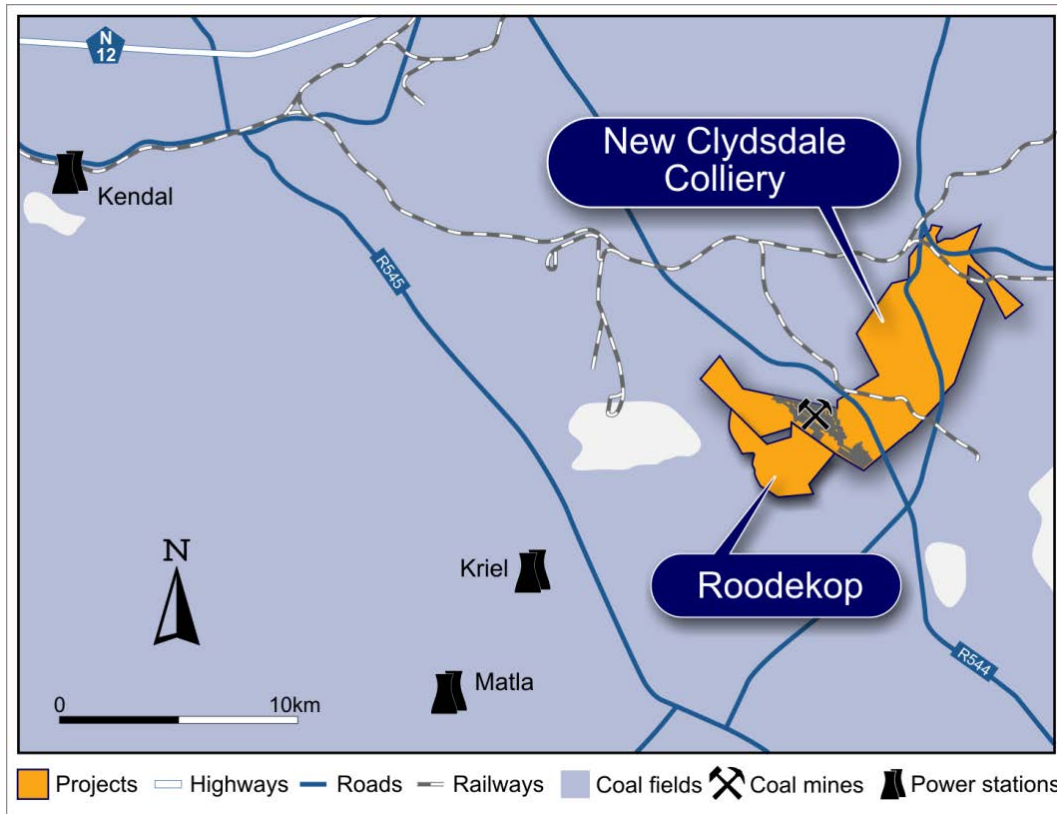 N
12
New Clydsdale
Colliery
Kendal
R545
Kriel
Roodekop
N
Matla
R544
0 10km
Projects Highways Roads Railways Coal fields Coal mines Power stations